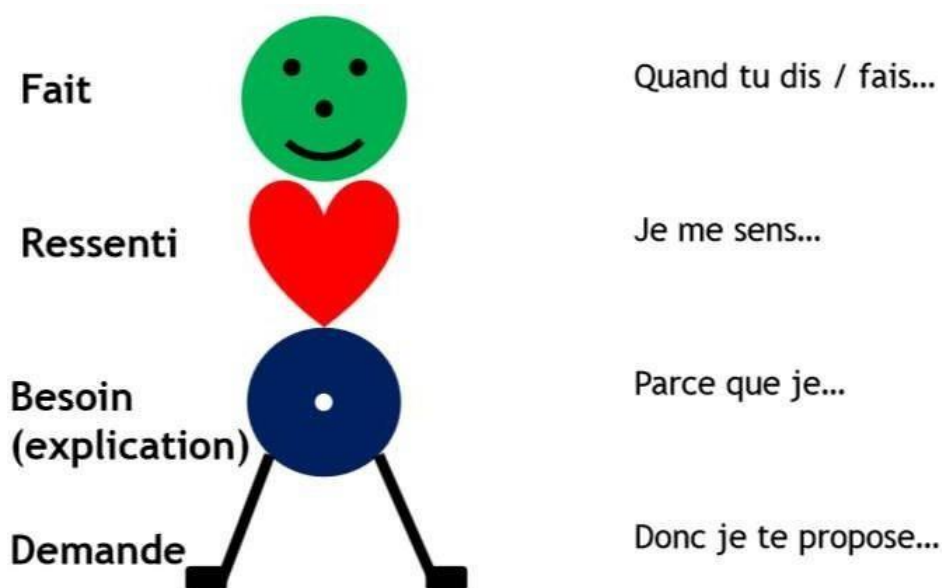 Fait
Quand tu dis / fais...
Ressenti
Je me sens...
Besoin
(explication)
Parce que je...
Demande
Donc je te propose...